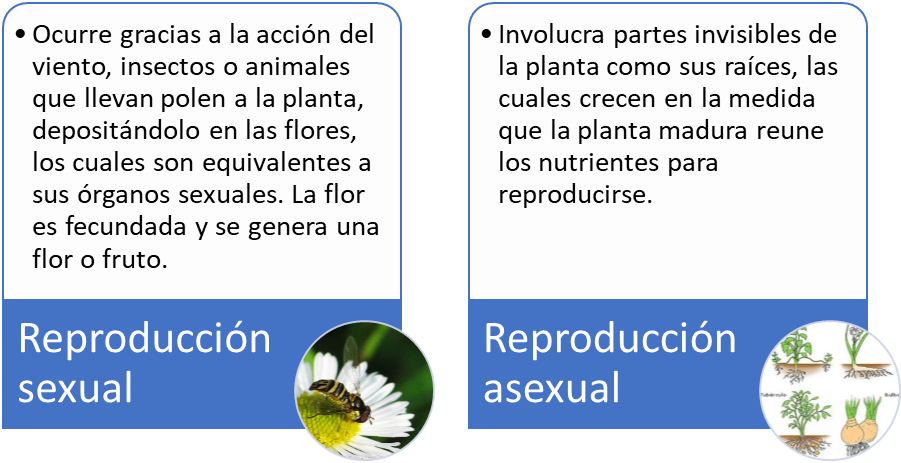 • Ocurre gracias a la acción del
viento, insectos o animales
que llevan polen a la planta,
depositándolo en las flores,
los cuales son equivalentes a
sus órganos sexuales. La flor
es fecundada y se genera una
flor o fruto.
Reproducción
sexual
• Involucra partes invisibles de
la planta como sus raíces, las
cuales crecen en la medida
que la planta madura reune
los nutrientes para
reproducirse.
Reproducción
asexual